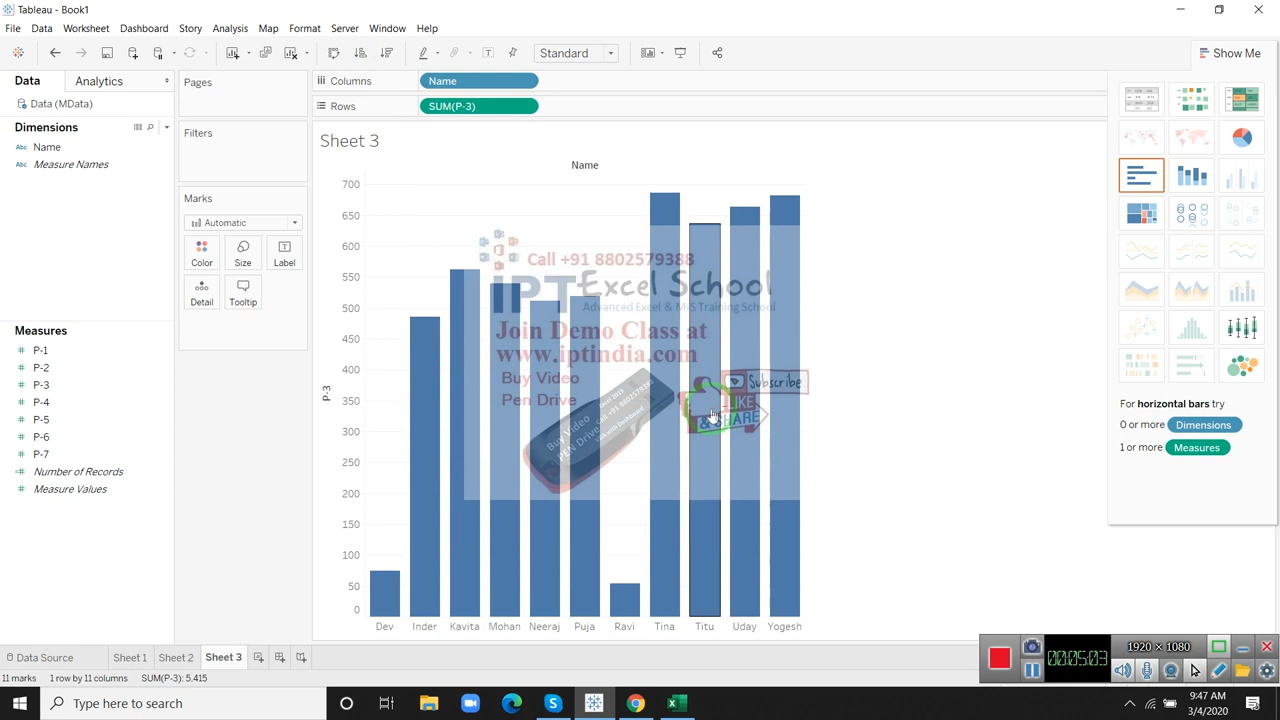 Tableau - Book1
File Data Worksheet Dashboard Story Analysis Map Format Server Window Help
Standard
Show Me
Data Analytics
Pages
Columns
Name
Data (MData)
Rows
SUM(P-3)
Dimensions
Filters
Name
Measure Names
Sheet 3
Name
Marks
Automatic
Color Size Label
Detail Tooltip
Measures
P-1
P-2
P-3
P-4
P-5
P-6
P-7
Number of Records
Measure Values
P-3
700
650
600
550
500
450
400
350
300
250
200
150
100
50
0
Dev Inder Kavita Mohan Neeraj Puja Ravi Tina Titu Uday Yogesh
Call +91 8802579388
IPT Excel School
Advanced Excel & MIS Training School
Join Demo Class at
www.iptindia.com
Buy Video
Pen Drive
Subscribe
LIKE
& SHARE
Buy Video
PEN Drive
For horizontal bars try
0 or more Dimensions
1 or more Measures
Data Source Sheet 1 Sheet 2 Sheet 3
11 marks 1 row by 11 columns SUM(P-3): 5,415
1920 × 1080
00:05:03
Type here to search
9:47 AM
3/4/2020